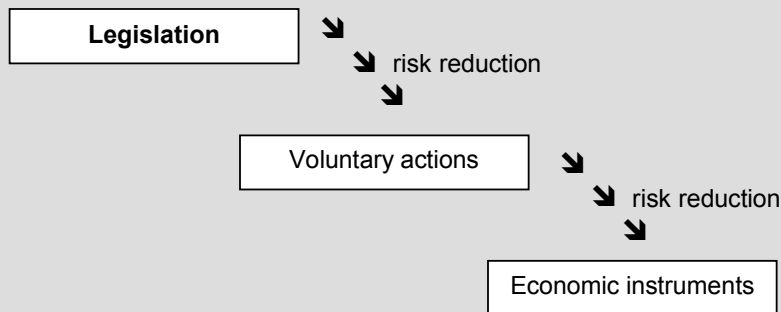 Legislation
risk reduction
Voluntary actions
risk reduction
Economic instruments